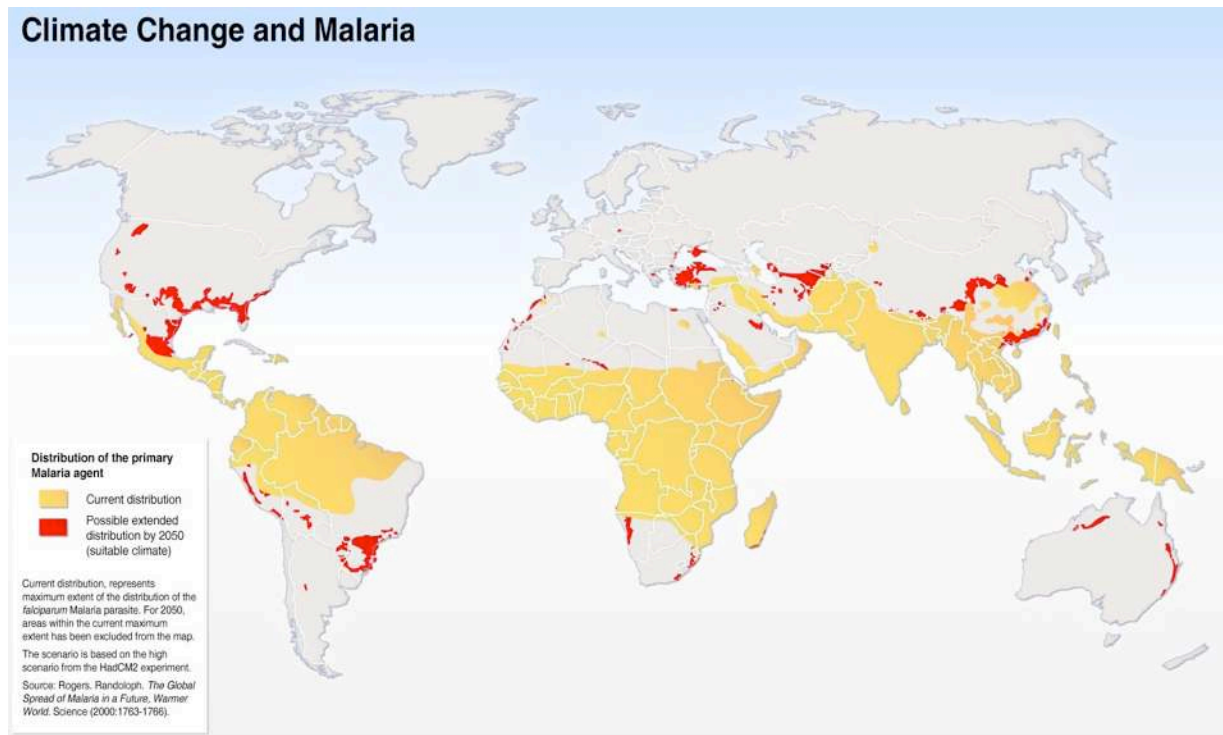 Climate Change and Malaria
Distribution of the primary
Malaria agent
Current distribution
Possible extended
distribution by 2050
(suitable climate)
Current distribution, represents
maximum extent of the distribution of the
falciparum Malaria parasite. For 2050,
areas within the current maximum
extent has been excluded from the map.
The scenario is based on the high
scenario from the HadCM2 experiment.
Source: Rogers. Randoloph. The Global
Spread of Malaria in a Future, Warmer
World. Science (2000:1763-1766).